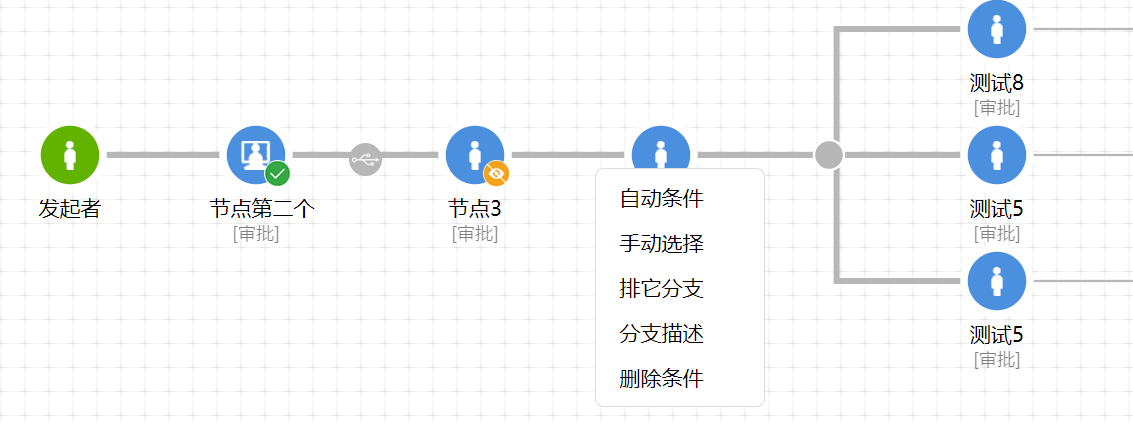 测试8
[审批]
发起者
节点第二个
[审批]
节点3
[审批]
测试5
[审批]
自动条件
手动选择
排它分支
分支描述
删除条件
测试5
[审批]